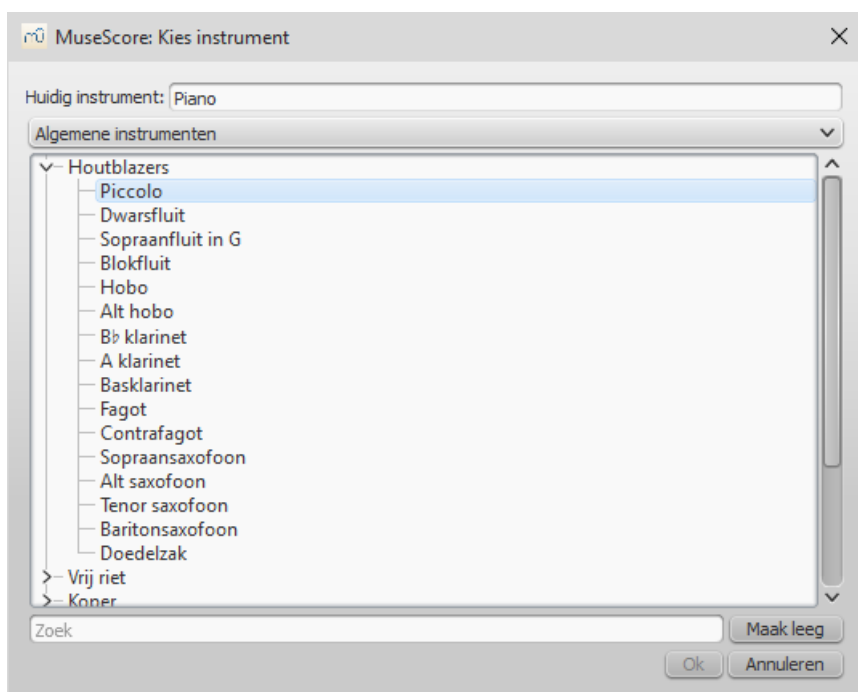 MuseScore: Kies instrument
Huidig instrument: Piano
Algemene instrumenten
Houtblazers
Piccolo
Dwarsfluit
Sopraanfluit in G
Blokfluit
Hobo
Alt hobo
B♭ klarinet
A klarinet
Basklarinet
Fagot
Contrafagot
Sopraansaxofoon
Alt saxofoon
Tenor saxofoon
Baritonsaxofoon
Doedelzak
Vrij riet
Koper
Zoek Maak leeg
Ok Annuleren